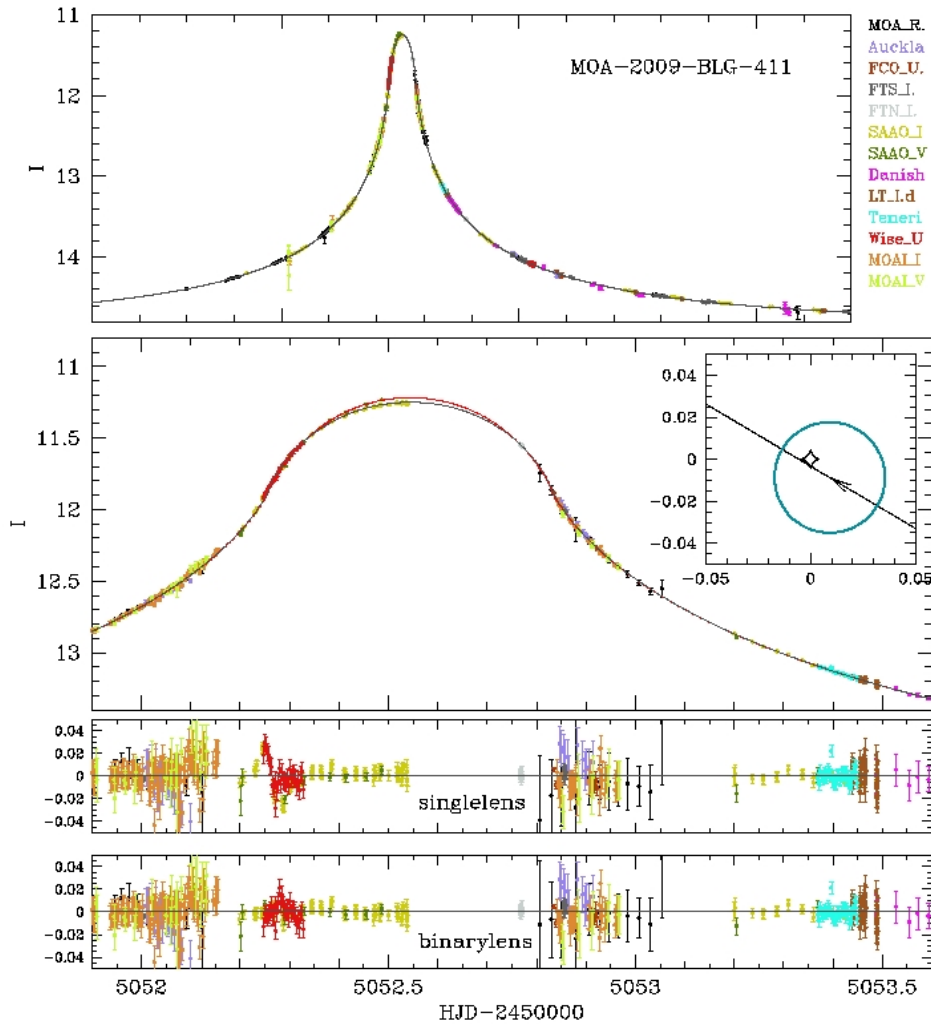 11
12
13
14
I
MOA-2009-BLG-411
MOA_R.
Auckla
FCO_U.
FTS_I.
FTN_I.
SAAO_I
SAAO_V
Danish
LT_I.d
Teneri
Wise_U
MOAI_I
MOAI_V
11
11.5
12
12.5
13
I
0.04
0.02
0
-0.02
-0.04
-0.05
0
0.05
0.04
0.02
0
-0.02
-0.04
singlelens
0.04
0.02
0
-0.02
-0.04
binarylens
5052
5052.5
5053
5053.5
HJD-2450000